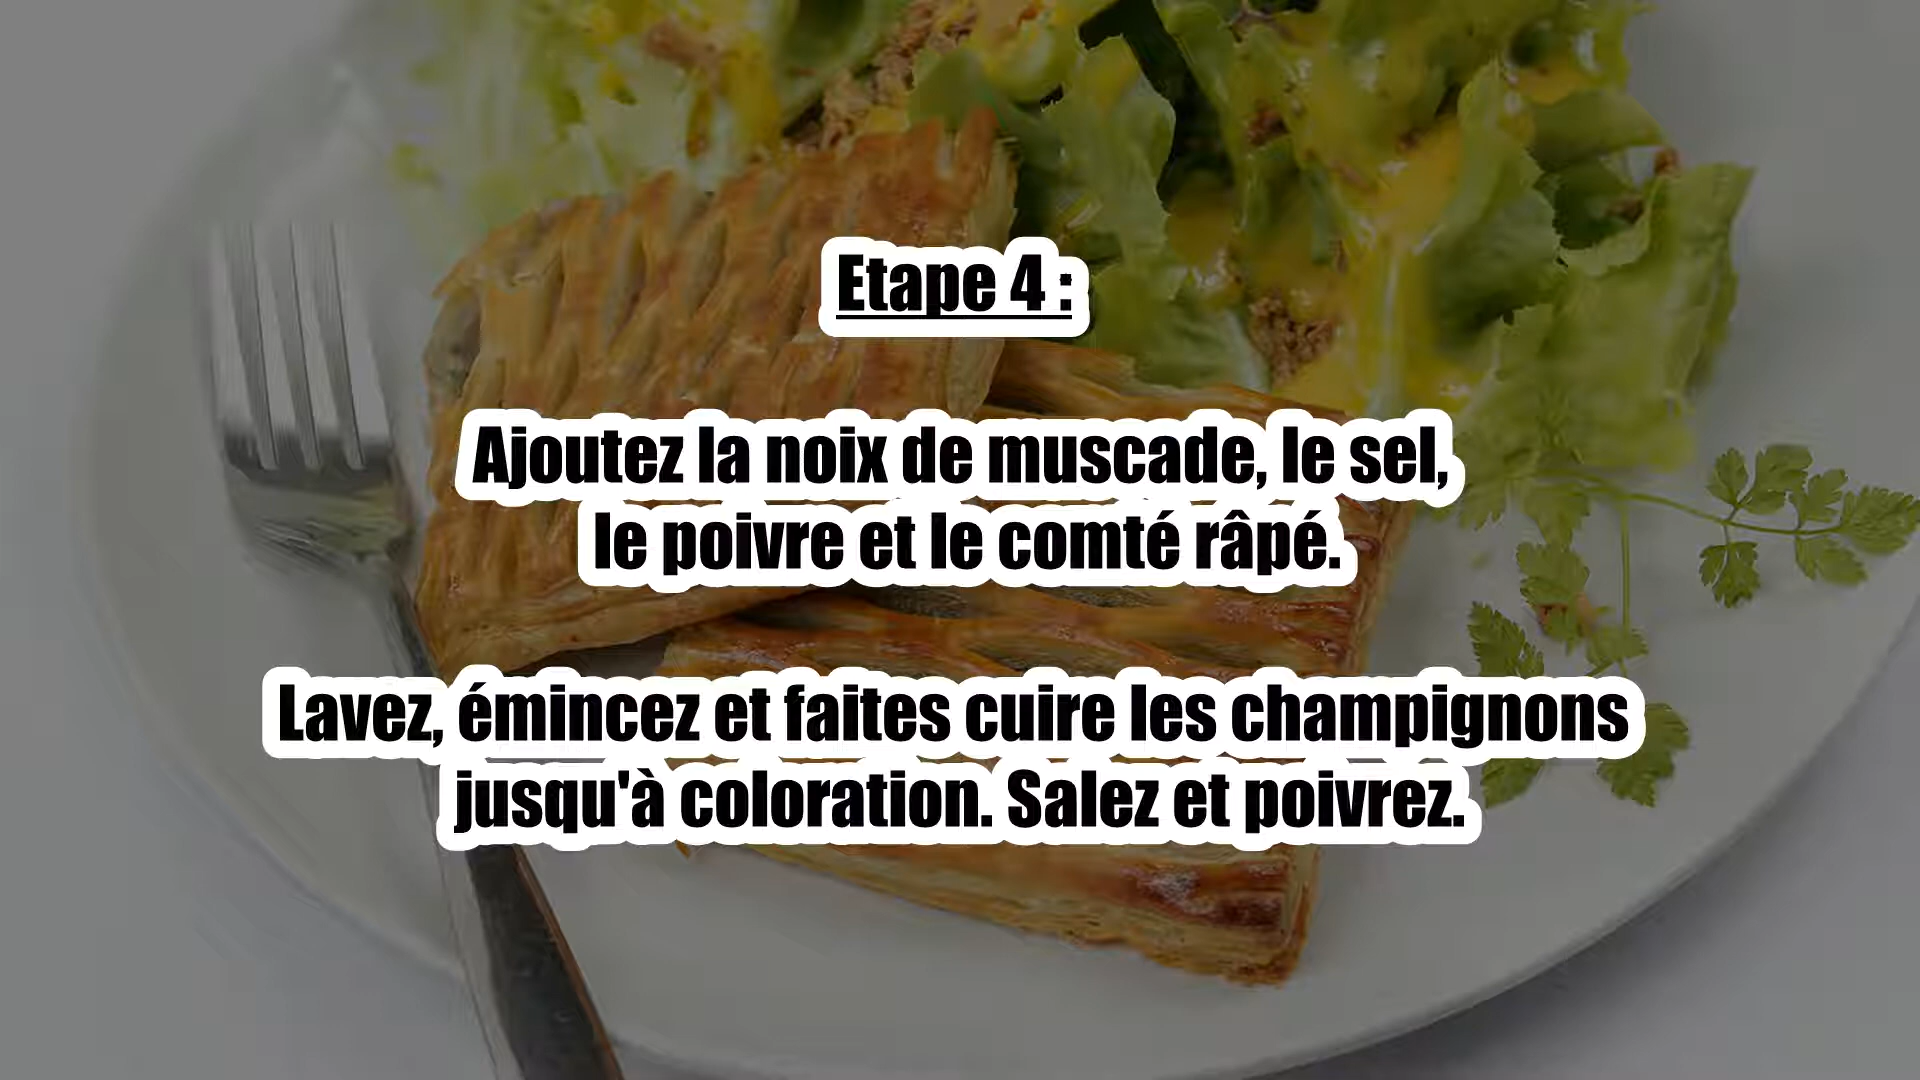 Etape 4 :
Ajoutez la noix de muscade, le sel,
le poivre et le comté râpé.
Lavez, émincez et faites cuire les champignons
jusqu'à coloration. Salez et poivrez.